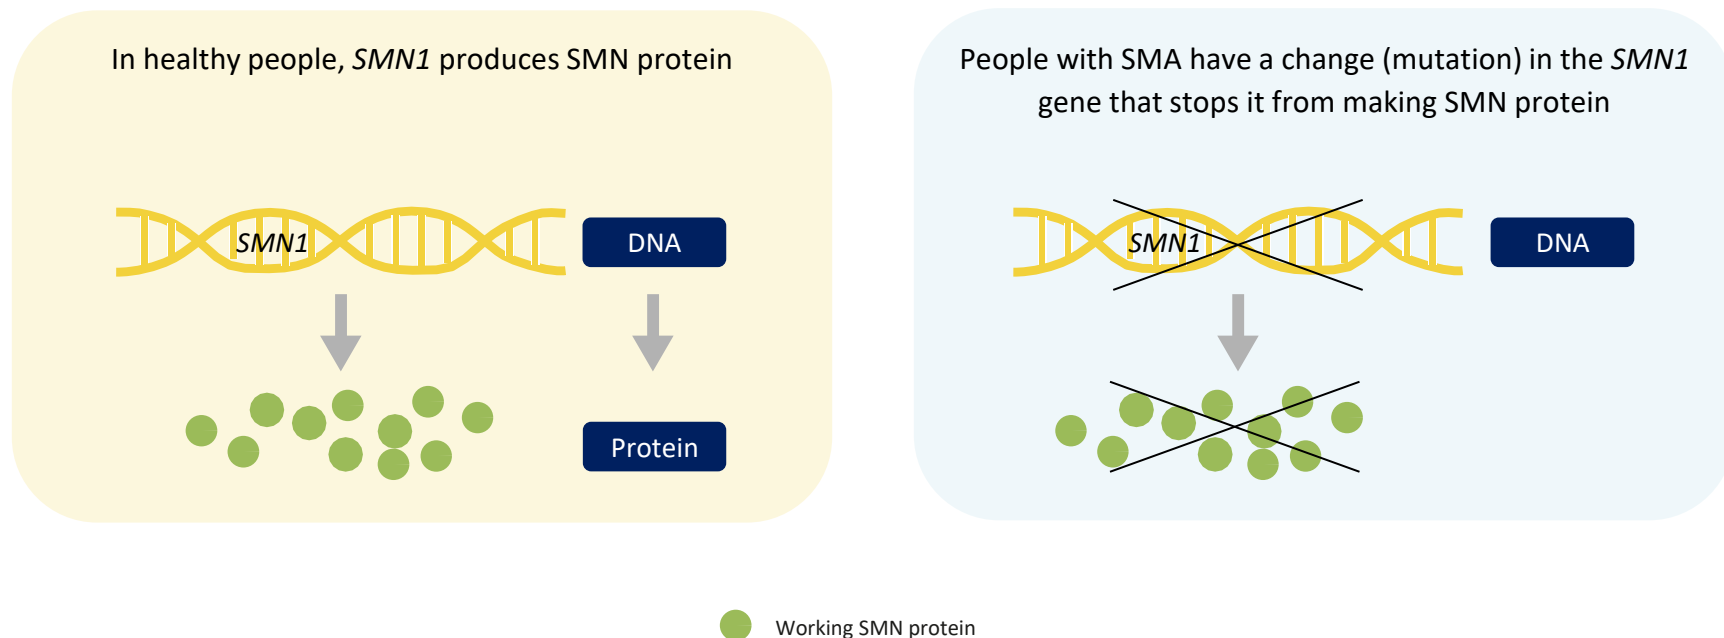 In healthy people, SMN1 produces SMN protein
SMN1
DNA
Protein
People with SMA have a change (mutation) in the SMN1
gene that stops it from making SMN protein
SMN1
DNA
Working SMN protein